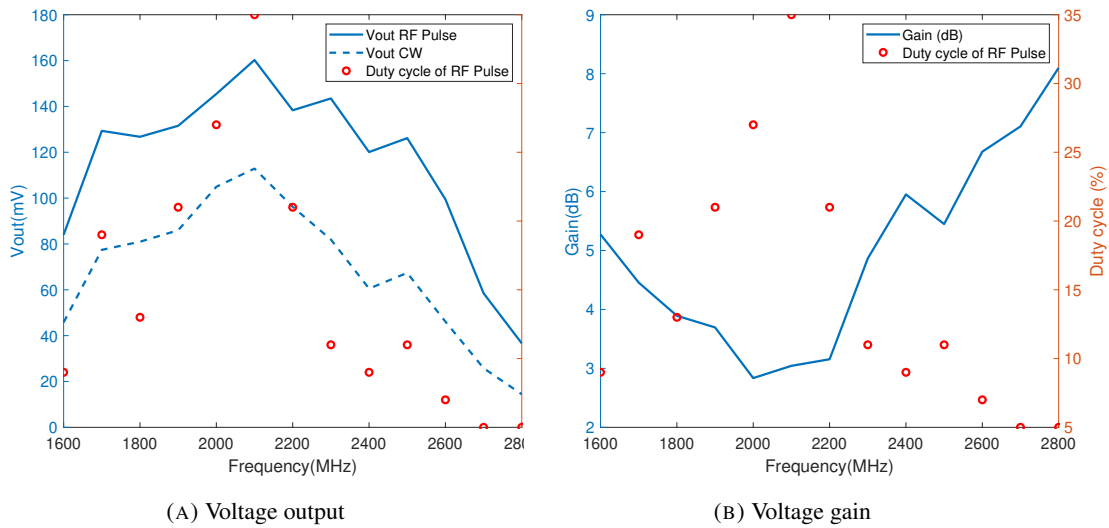 180
160
140
120
100
80
60
40
20
0
Vout(mV)
Vout RF Pulse
Vout CW
Duty cycle of RF Pulse
1600 1800 2000 2200 2400 2600 280
Frequency(MHz)
(A) Voltage output
9
8
7
6
5
4
3
2
Gain(dB)
Gain (dB)
Duty cycle of RF Pulse
35
30
25
20
15
10
5
Duty cycle (%)
1600 1800 2000 2200 2400 2600 2800
Frequency(MHz)
(B) Voltage gain